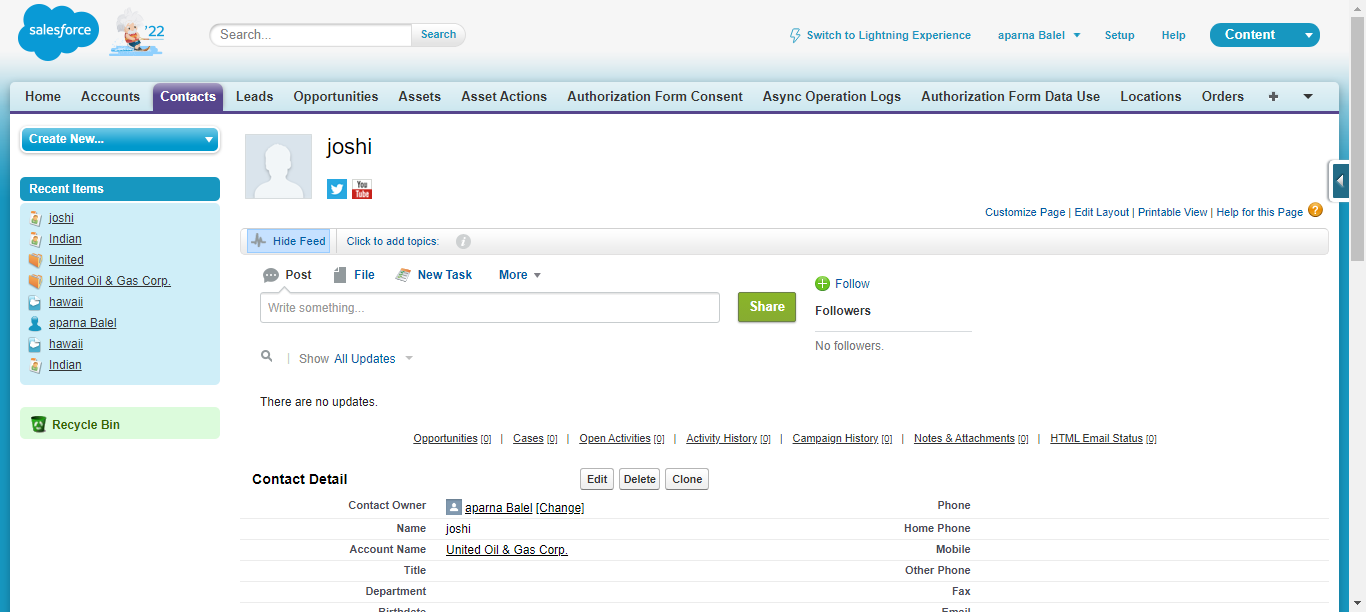 salesforce
'22
Search...
Search
Switch to Lightning Experience
aparna Balel
Setup
Help
Content
Home Accounts Contacts Leads Opportunities Assets Asset Actions Authorization Form Consent Async Operation Logs Authorization Form Data Use Locations Orders +
Create New...
Recent Items
joshi
Indian
United
United Oil & Gas Corp.
hawaii
aparna Balel
hawaii
Indian
Recycle Bin
joshi
You
Tube
Customize Page | Edit Layout | Printable View | Help for this Page ?
Hide Feed
Click to add topics: i
Post File New Task More
Write something...
Share
Follow
Followers
No followers.
Show All Updates
There are no updates.
Opportunities [0] | Cases [0] | Open Activities [0] | Activity History [0] | Campaign History [0] | Notes & Attachments [0] | HTML Email Status [0]
Contact Detail
Edit Delete Clone
Contact Owner aparna Balel [Change] Phone
Name joshi Home Phone
Account Name United Oil & Gas Corp. Mobile
Title Other Phone
Department Fax
Birthdate Email